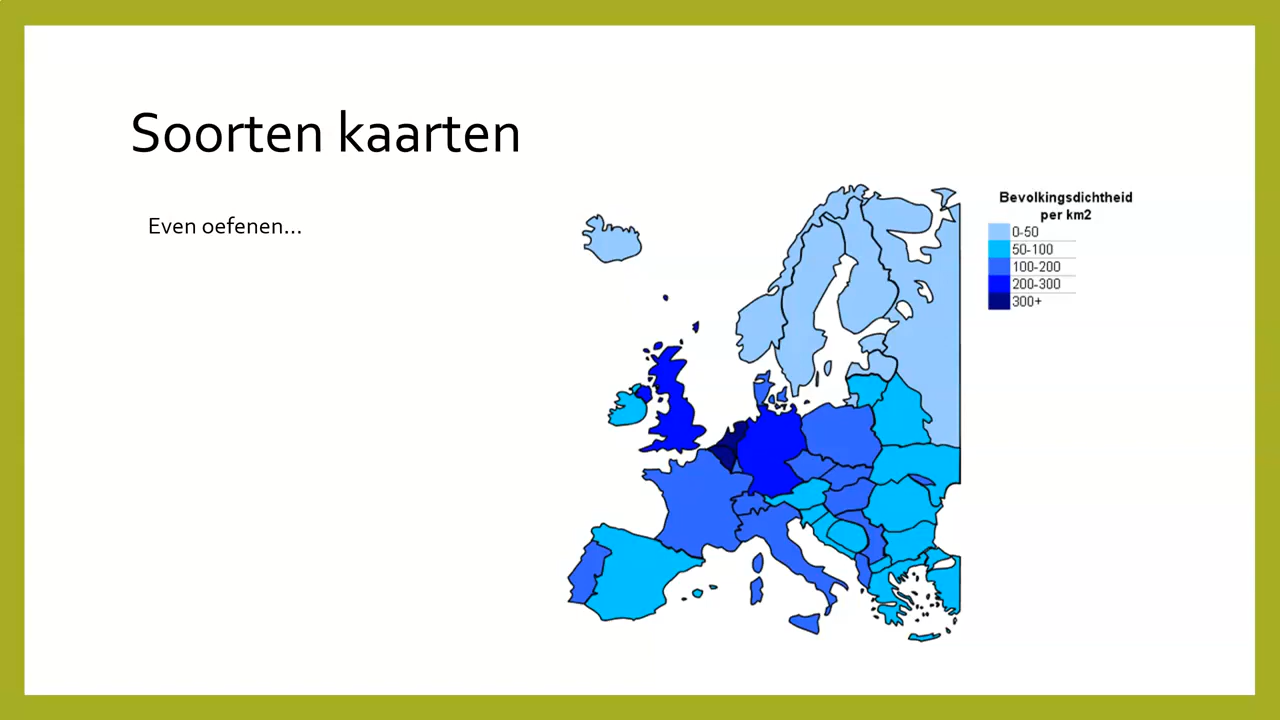 Soorten kaarten
Even oefenen...
Bevolkingsdichtheid
per km2
0-50
50-100
100-200
200-300
300+